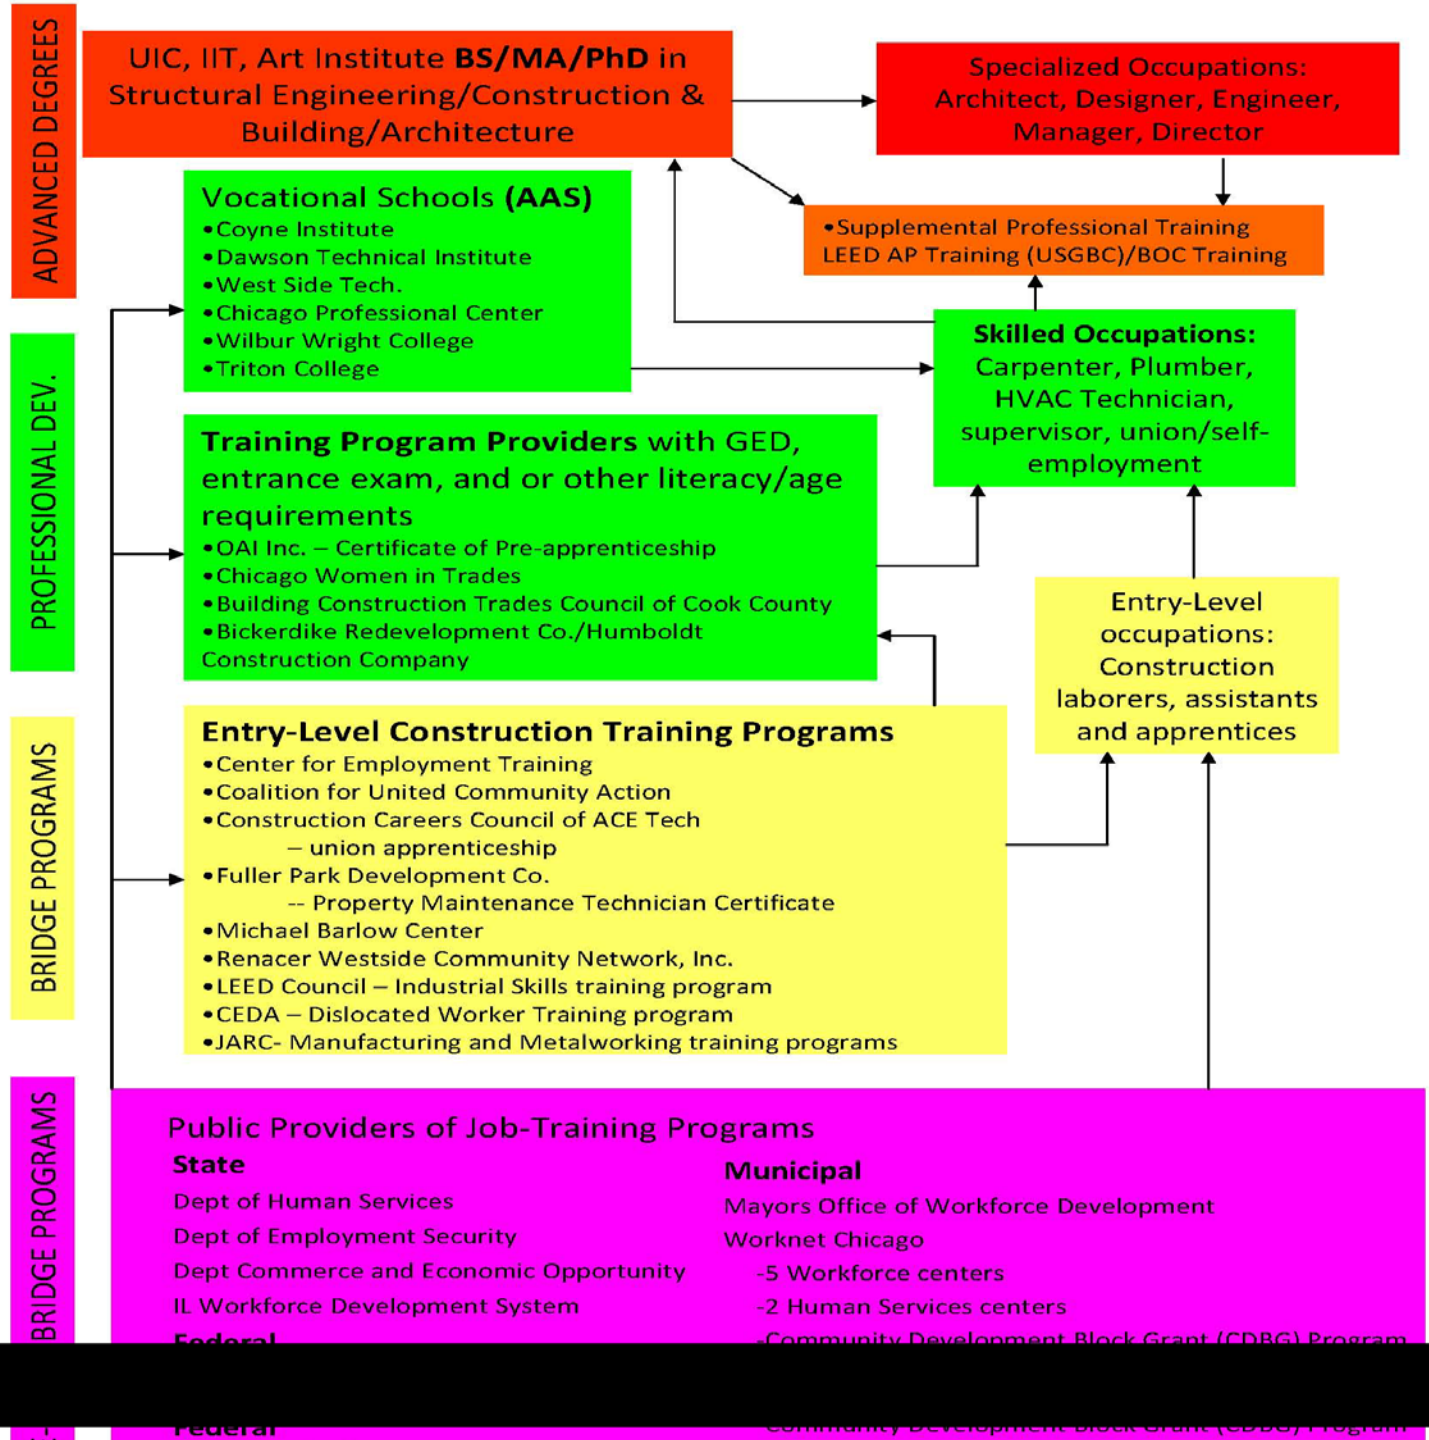 ADVANCED DEGREES
UIC, IIT, Art Institute BS/MA/PhD in
Structural Engineering/Construction &
Building/Architecture
Specialized Occupations:
Architect, Designer, Engineer,
Manager, Director
•Supplemental Professional Training
LEED AP Training (USGBC)/BOC Training
PROFESSIONAL DEV.
Vocational Schools (AAS)
•Coyne Institute
•Dawson Technical Institute
•West Side Tech.
•Chicago Professional Center
•Wilbur Wright College
•Triton College
Skilled Occupations:
Carpenter, Plumber,
HVAC Technician,
supervisor, union/self-
employment
Training Program Providers with GED,
entrance exam, and or other literacy/age
requirements
•OAI Inc. – Certificate of Pre-apprenticeship
•Chicago Women in Trades
•Building Construction Trades Council of Cook County
•Bickerdike Redevelopment Co./Humboldt
Construction Company
Entry-Level
occupations:
Construction
laborers, assistants
and apprentices
BRIDGE PROGRAMS
Entry-Level Construction Training Programs
•Center for Employment Training
•Coalition for United Community Action
•Construction Careers Council of ACE Tech
– union apprenticeship
•Fuller Park Development Co.
-- Property Maintenance Technician Certificate
•Michael Barlow Center
•Renacer Westside Community Network, Inc.
•LEED Council – Industrial Skills training program
•CEDA – Dislocated Worker Training program
•JARC- Manufacturing and Metalworking training programs
BRIDGE PROGRAMS
Public Providers of Job-Training Programs
State
Dept of Human Services
Dept of Employment Security
Dept Commerce and Economic Opportunity
IL Workforce Development System
Federal
Municipal
Mayors Office of Workforce Development
Worknet Chicago
-5 Workforce centers
-2 Human Services centers
-Community Development Block Grant (CDBG) Program
Federal
Community Development Block Grant (CDBG) Program